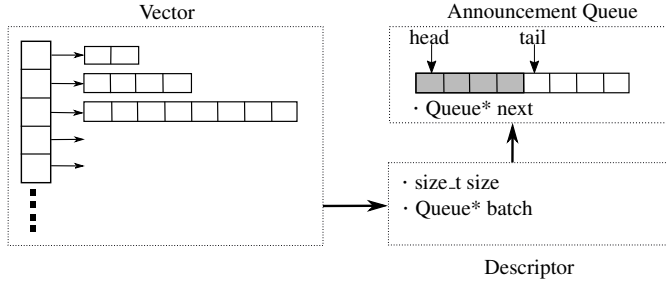 Vector
Announcement Queue
head
tail
· Queue* next
· size_t size
· Queue* batch
Descriptor